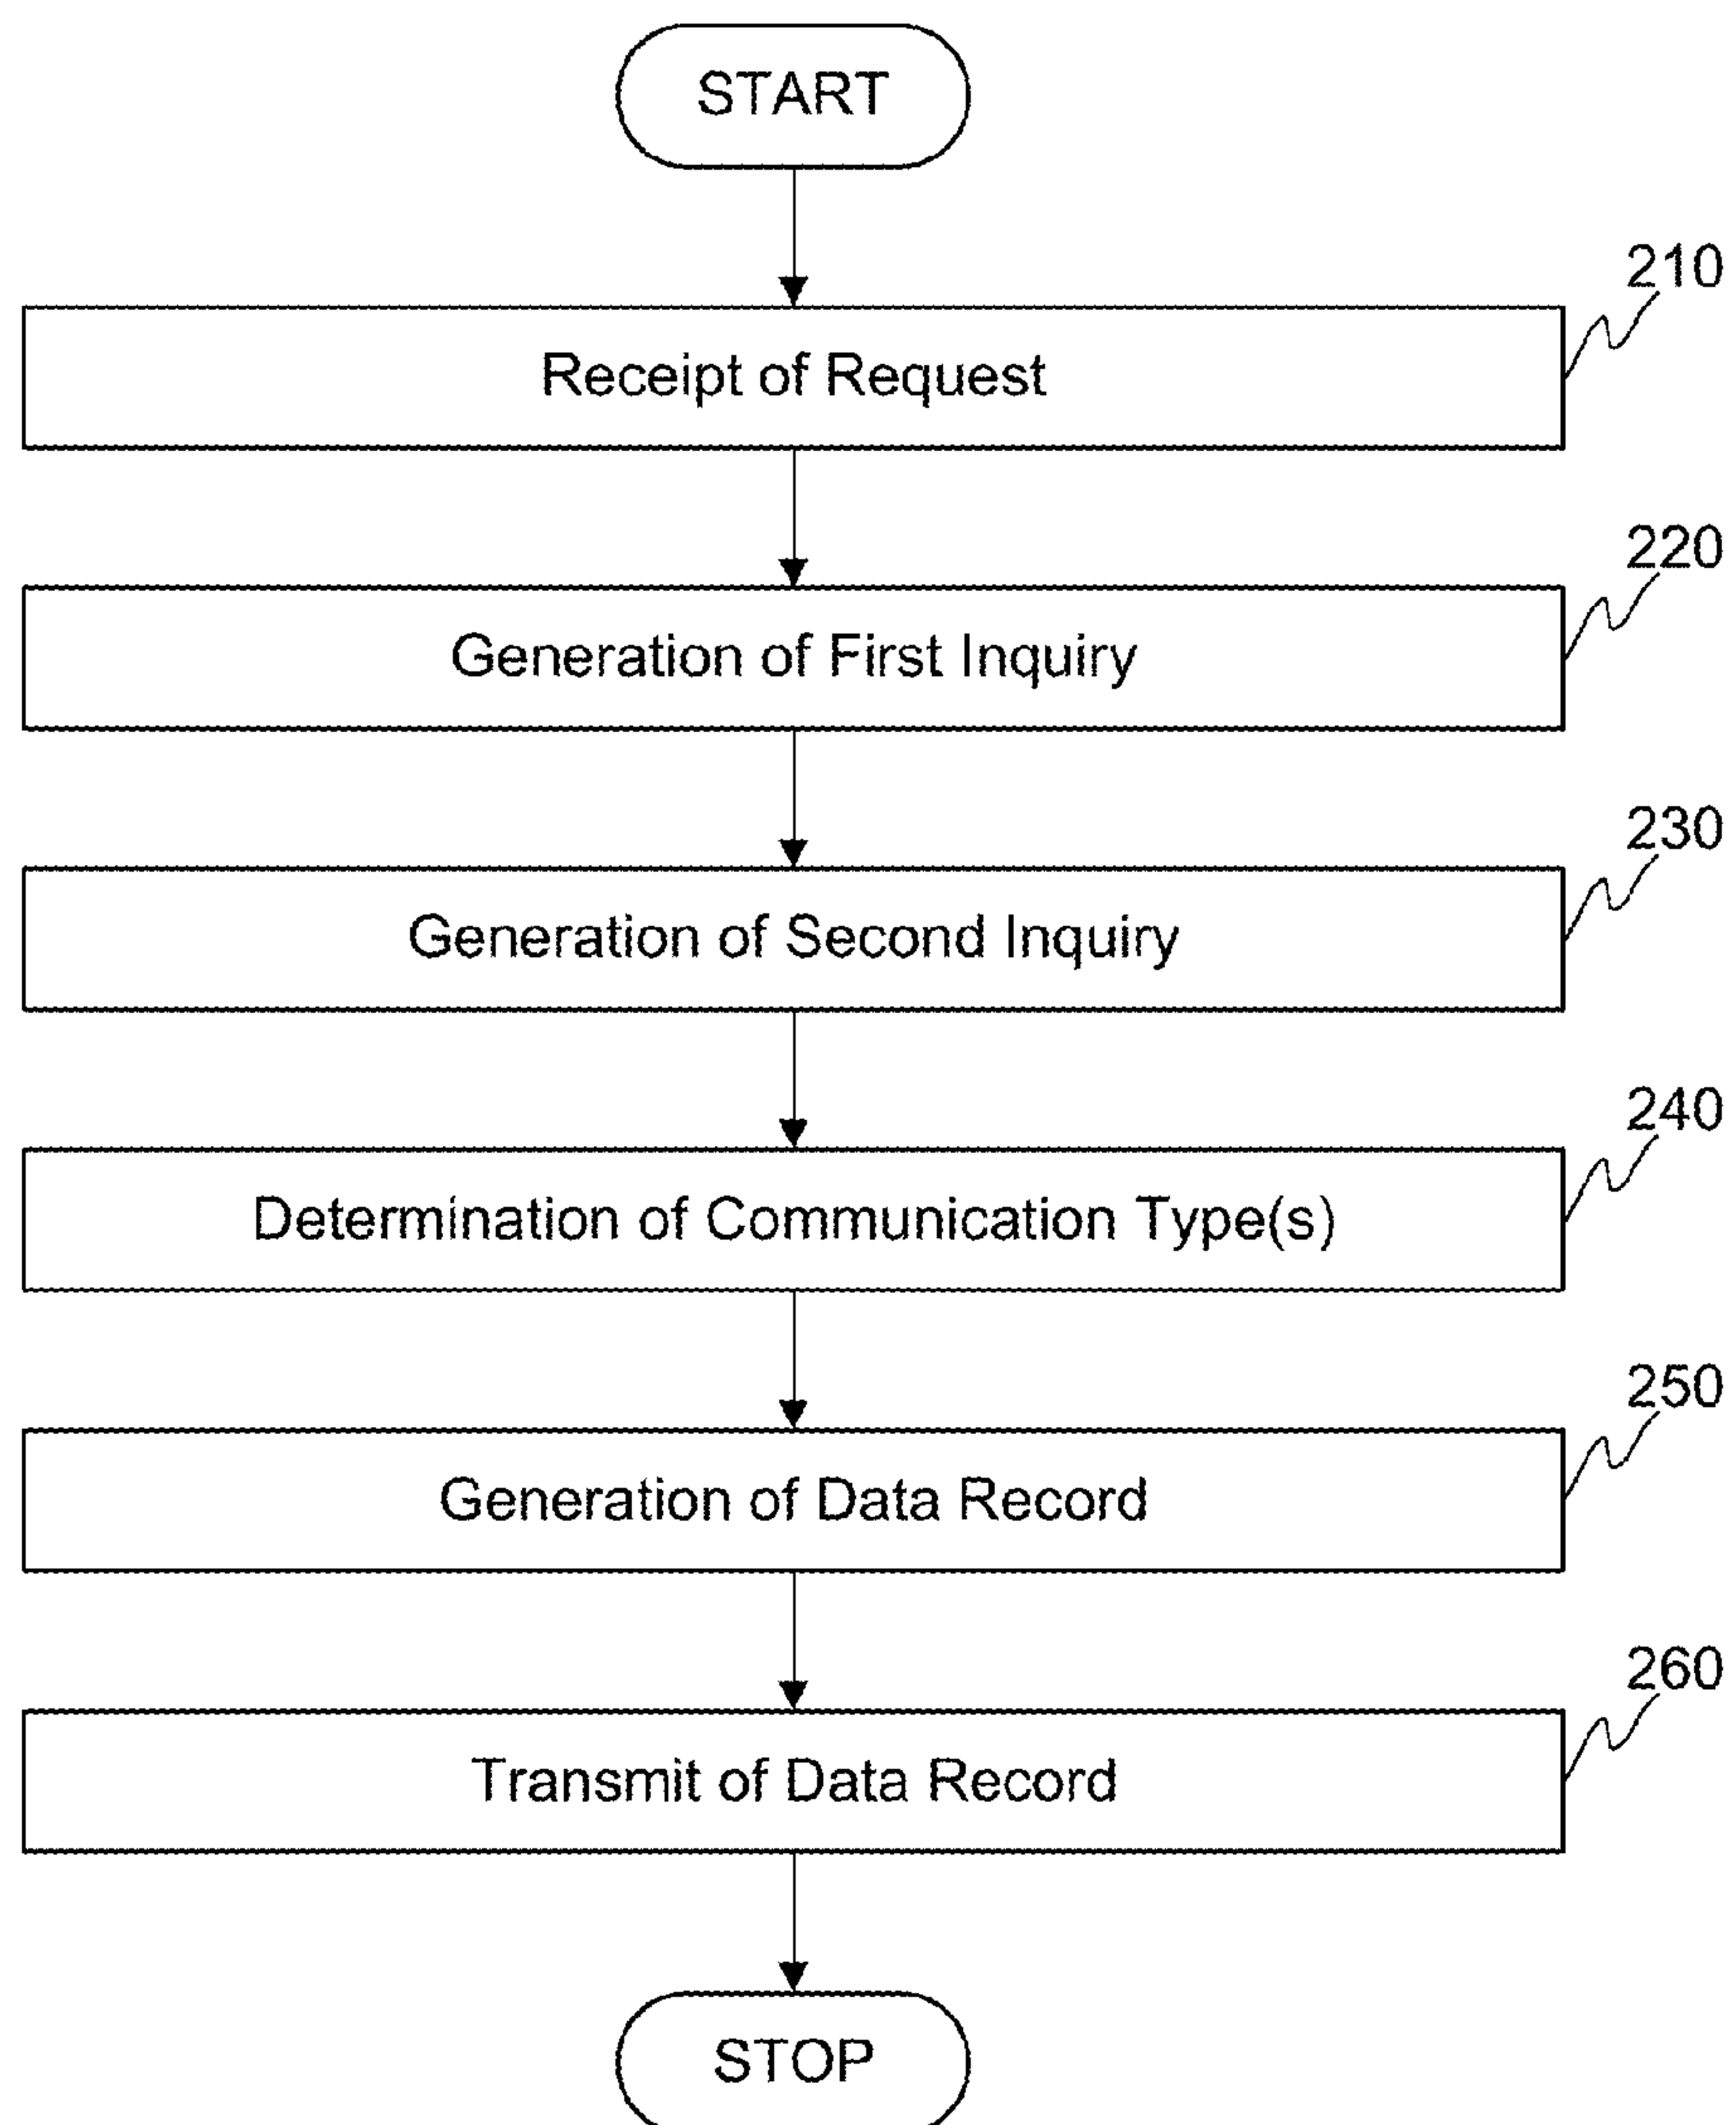 START
210
Receipt of Request
220
Generation of First Inquiry
230
Generation of Second Inquiry
240
Determination of Communication Type(s)
250
Generation of Data Record
260
Transmit of Data Record
STOP